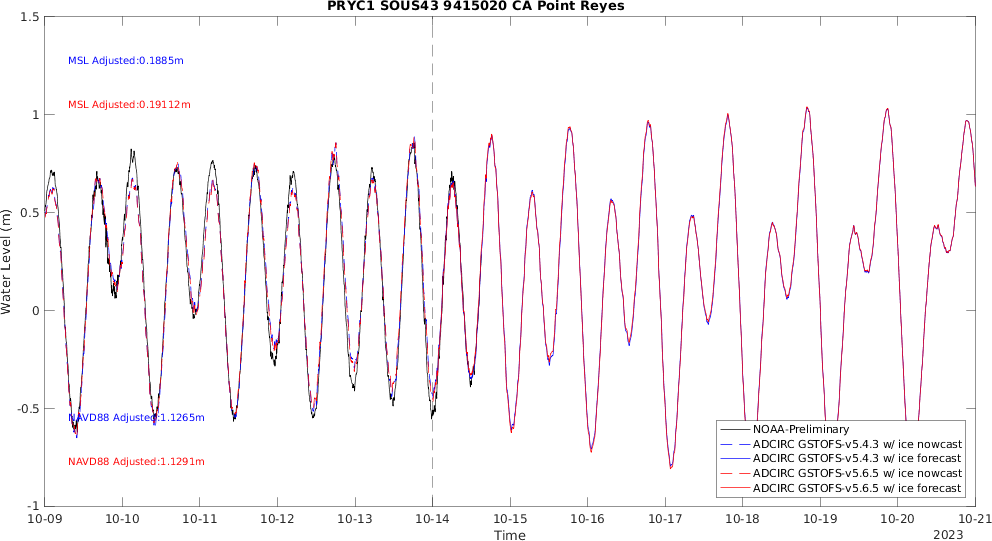 PRYC1 SOUS43 9415020 CA Point Reyes
1.5
MSL Adjusted:0.1885m
MSL Adjusted:0.19112m
1
0.5
Water Level (m)
0
-0.5
NAVD88 Adjusted:1.1265m
NAVD88 Adjusted:1.1291m
-1
NOAA-Preliminary
ADCIRC GSTOFS-v5.4.3 w/ ice nowcast
ADCIRC GSTOFS-v5.4.3 w/ ice forecast
ADCIRC GSTOFS-v5.6.5 w/ ice nowcast
ADCIRC GSTOFS-v5.6.5 w/ ice forecast
10-09 10-10 10-11 10-12 10-13 10-14 10-15 10-16 10-17 10-18 10-19 10-20 10-21
Time
2023